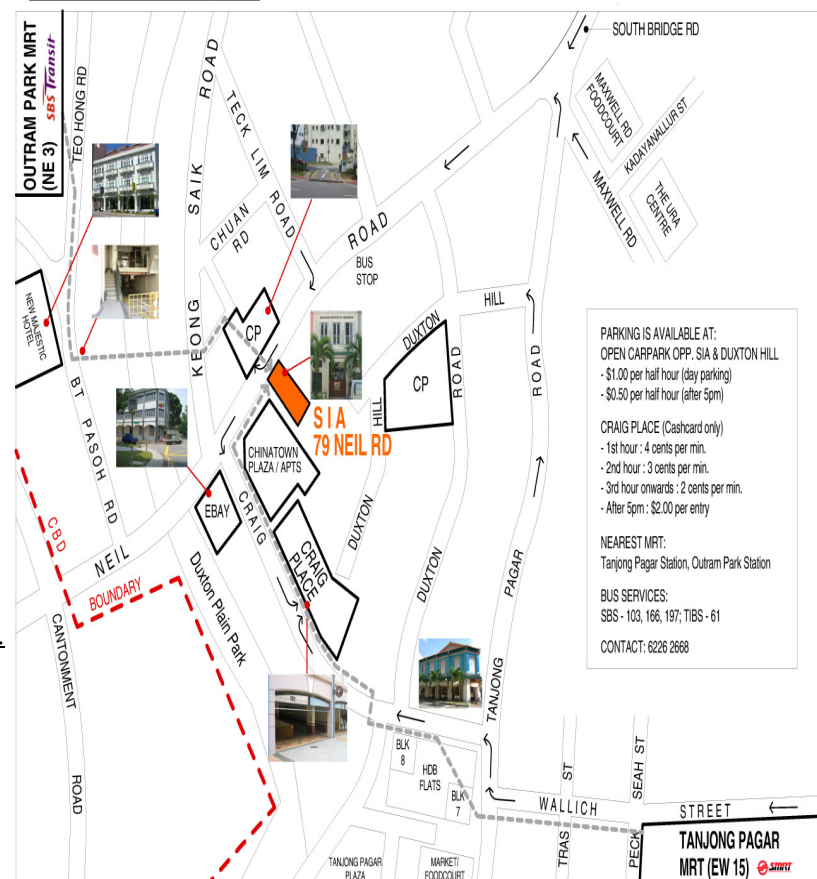 OUTRAM PARK MRT
(NE 3)
SBS Transit
TEO HONG RD
KEONG SAIK ROAD
TECK LIM ROAD
CHUAN
RD
ROAD
BUS
STOP
SOUTH BRIDGE RD
MAXWELL RD
FOODCOURT
KADAYANALLUR ST
MAXWELL RD
THE URA
CENTRE
NEW MAJESTIC
HOTEL
BT PASOH RD
CP
SIA
79 NEIL RD
DUXTON
HILL
CP
HILL
DUXTON
ROAD
DUXTON
ROAD
PAGAR
TANJONG
CHINATOWN
PLAZA / APTS
EBAY
CRAIG
CRAIG
PLACE
NEIL
CBD
BOUNDARY
Duxton Plain Park
CANTONMENT
ROAD
PARKING IS AVAILABLE AT:
OPEN CARPARK OPP. SIA & DUXTON HILL
- $1.00 per half hour (day parking)
- $0.50 per half hour (after 5pm)
CRAIG PLACE (Cashcard only)
- 1st hour : 4 cents per min.
- 2nd hour : 3 cents per min.
- 3rd hour onwards : 2 cents per min.
- After 5pm : $2.00 per entry
NEAREST MRT:
Tanjong Pagar Station, Outram Park Station
BUS SERVICES:
SBS - 103, 166, 197; TIBS - 61
CONTACT: 6226 2668
BLK
8
HDB
FLATS
BLK
7
WALLICH STREET
TRAS ST
PECK SEAH ST
TANJONG PAGAR
PLAZA
MARKET/
FOODCOURT
TANJONG PAGAR
MRT (EW 15)
SMRT